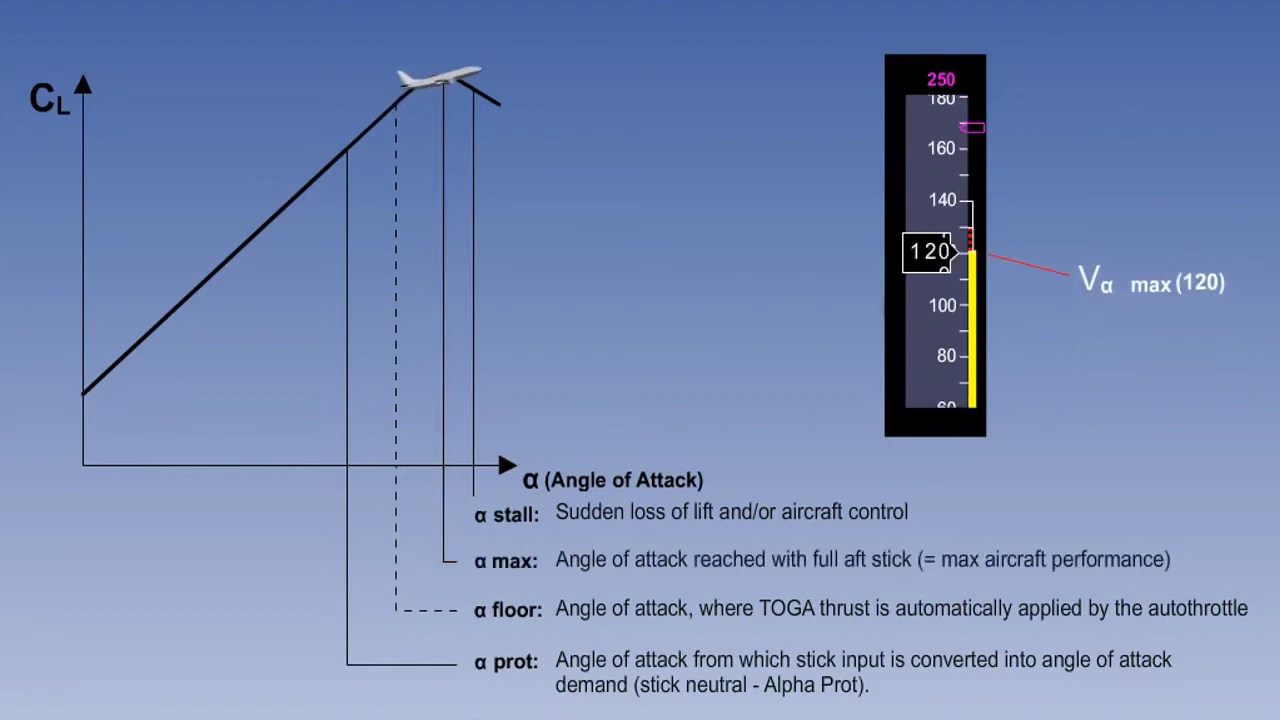 CL
250
180
160
140
120
100
80
60
Vα max (120)
α (Angle of Attack)
α stall: Sudden loss of lift and/or aircraft control
α max: Angle of attack reached with full aft stick (= max aircraft performance)
α floor: Angle of attack, where TOGA thrust is automatically applied by the autothrottle
α prot: Angle of attack from which stick input is converted into angle of attack
demand (stick neutral - Alpha Prot).